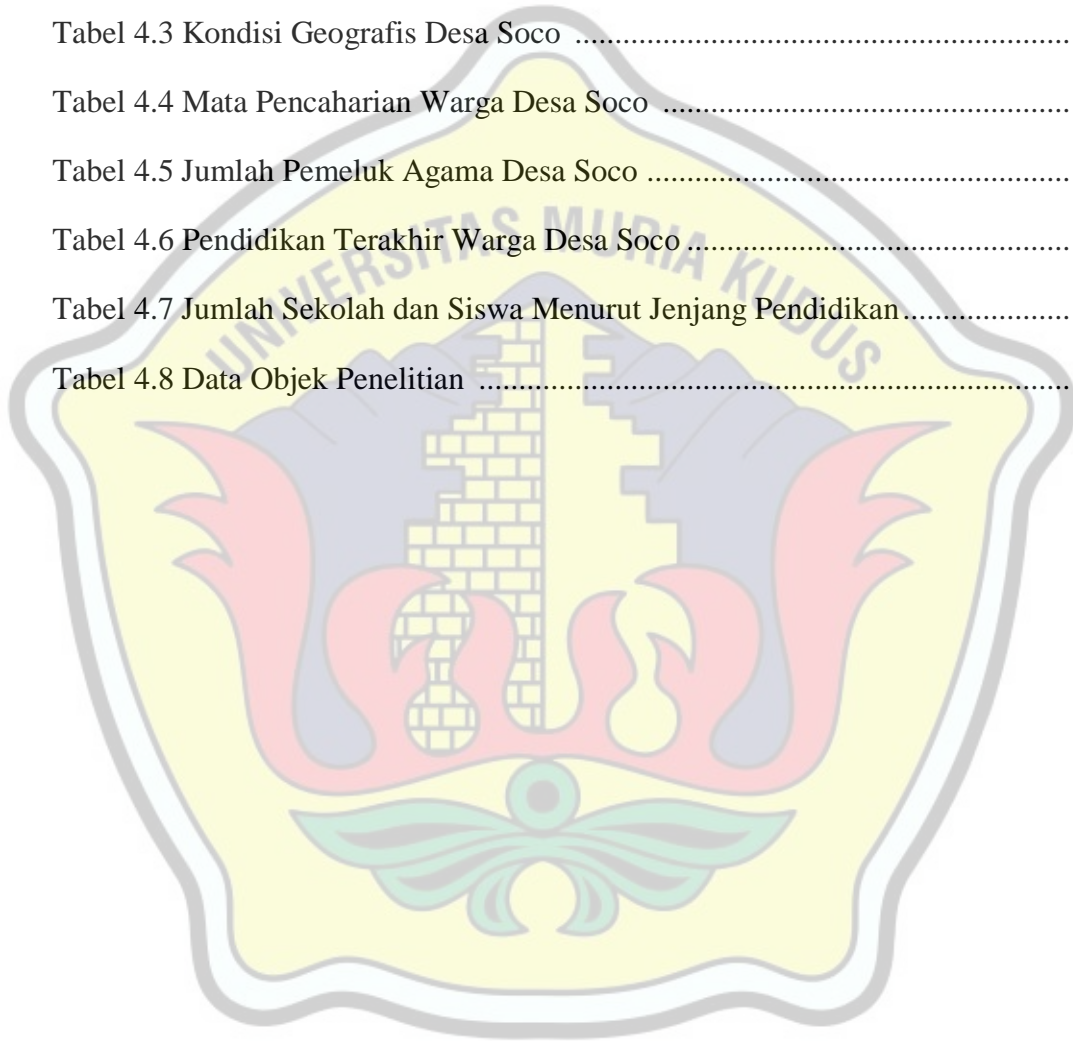 Tabel 4.3 Kondisi Geografis Desa Soco ................................................................
Tabel 4.4 Mata Pencaharian Warga Desa Soco .....................................................
Tabel 4.5 Jumlah Pemeluk Agama Desa Soco .......................................................
Tabel 4.6 Pendidikan Terakhir Warga Desa Soco ..................................................
Tabel 4.7 Jumlah Sekolah dan Siswa Menurut Jenjang Pendidikan .....................
Tabel 4.8 Data Objek Penelitian ............................................................................
UNIVERSITAS MURIA KUDUS